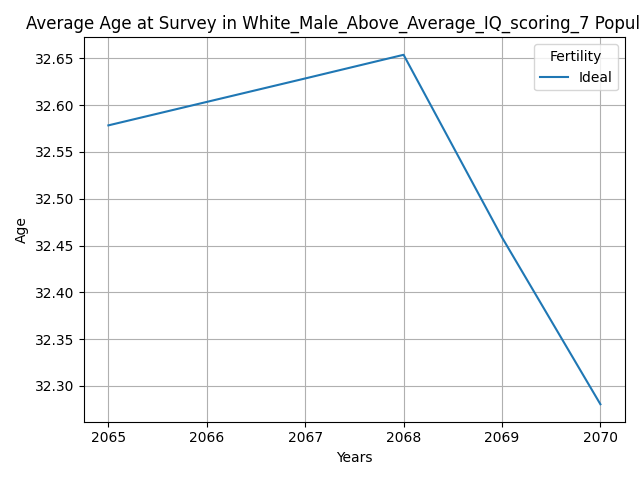 Average Age at Survey in White_Male_Above_Average_IQ_scoring_7 Popul
Fertility
Ideal
32.65
32.60
32.55
32.50
32.45
32.40
32.35
32.30
Age
2065 2066 2067 2068 2069 2070
Years